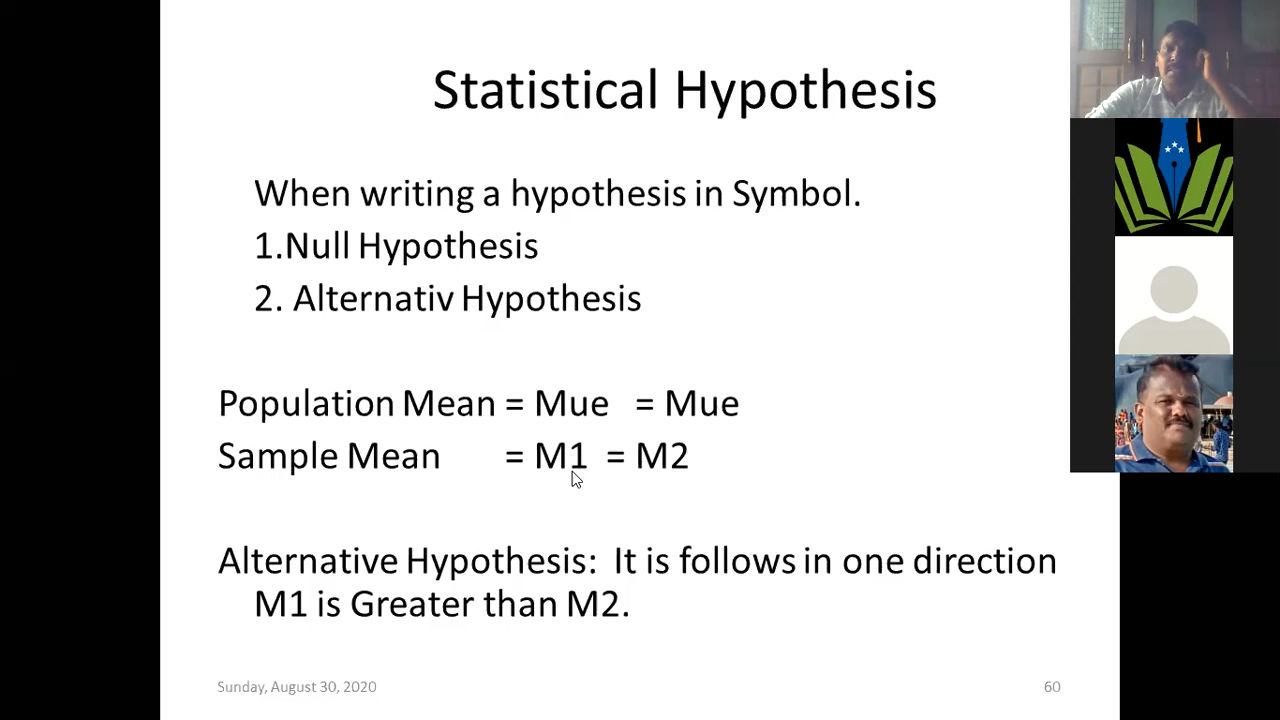 Statistical Hypothesis
When writing a hypothesis in Symbol.
1.Null Hypothesis
2. Alternativ Hypothesis
Population Mean = Mue = Mue
Sample Mean = M1 = M2
Alternative Hypothesis: It is follows in one direction
M1 is Greater than M2.
Sunday, August 30, 2020
60